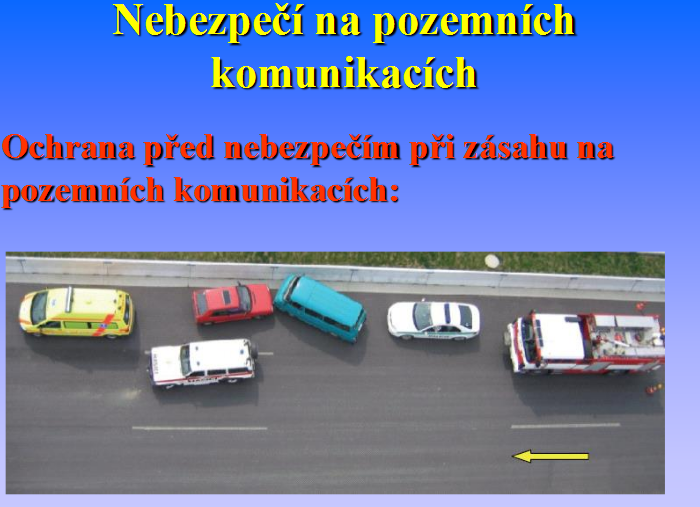 Nebezpečí na pozemních
komunikacích
Ochrana před nebezpečím při zásahu na
pozemních komunikacích: